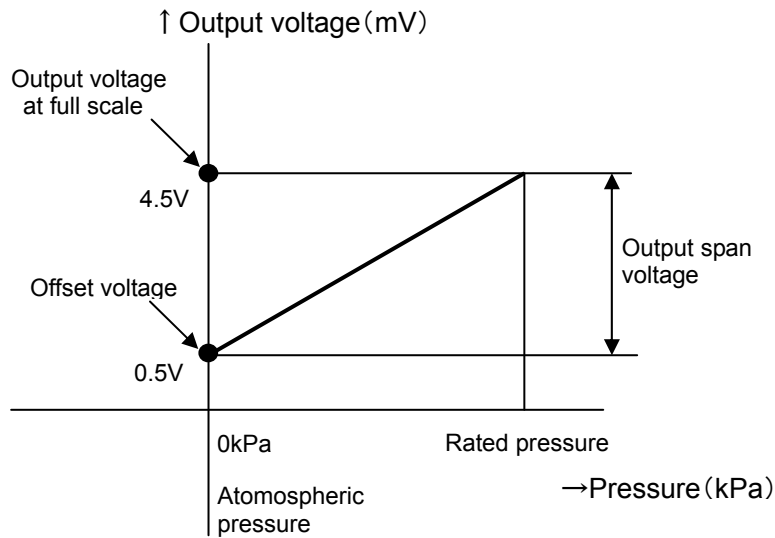 ↑ Output voltage（mV）
Output voltage
at full scale
4.5V
Output span
voltage
Offset voltage
0.5V
0kPa
Rated pressure
→Pressure（kPa）
Atomospheric
pressure